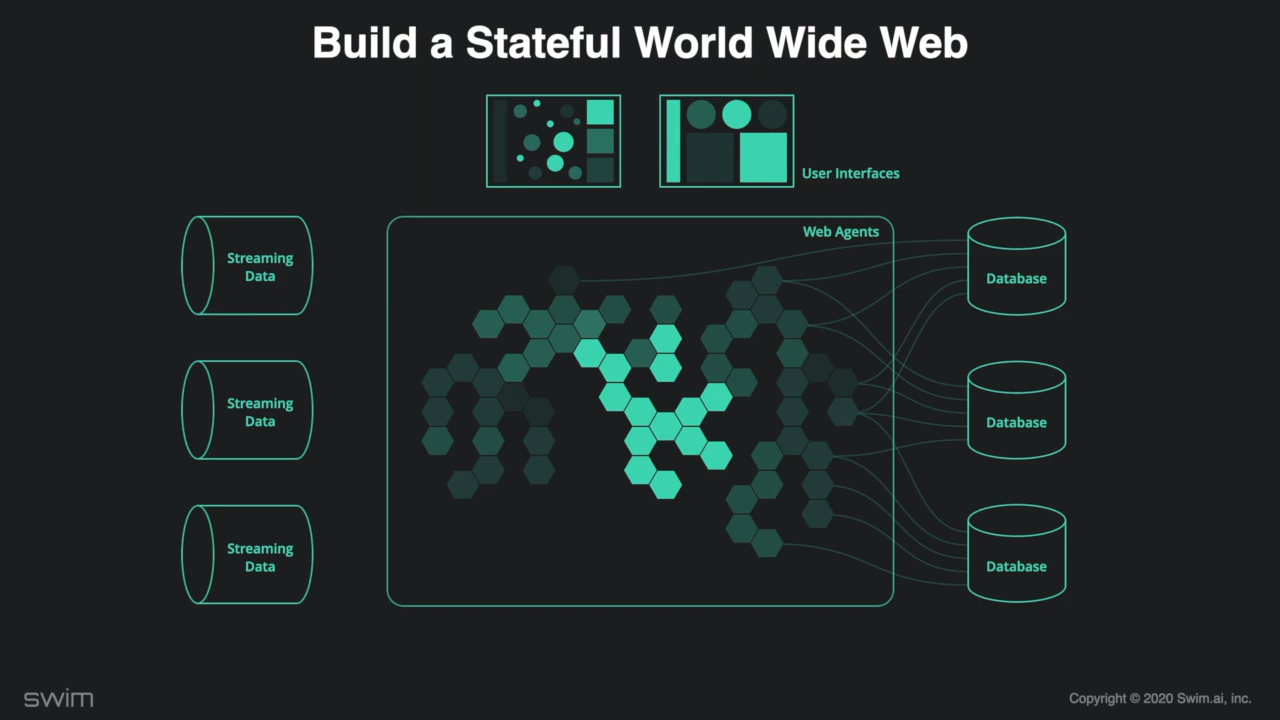 Build a Stateful World Wide Web
User Interfaces
Web Agents
Streaming
Data
Streaming
Data
Streaming
Data
Database
Database
Database
swim
Copyright © 2020 Swim.ai, inc.